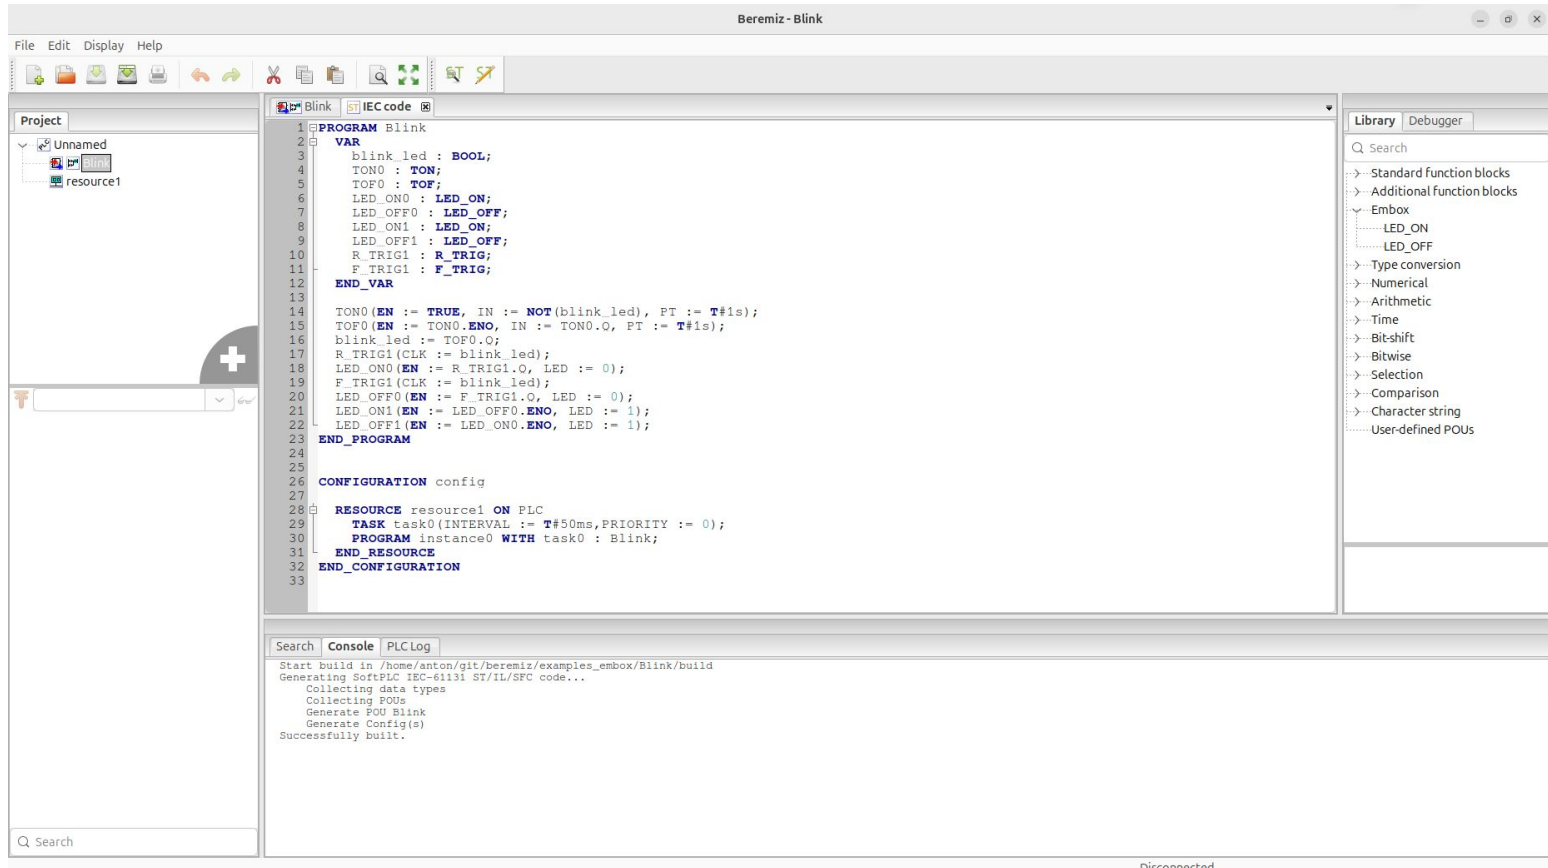 Beremiz - Blink
File Edit Display Help
Project
Unnamed
Blink
resource1
Search
Blink ST IEC code
1 PROGRAM Blink
2 VAR
3 blink_led : BOOL;
4 TON0 : TON;
5 TOF0 : TOF;
6 LED_ON0 : LED_ON;
7 LED_OFF0 : LED_OFF;
8 LED_ON1 : LED_ON;
9 LED_OFF1 : LED_OFF;
10 R_TRIG1 : R_TRIG;
11 F_TRIG1 : F_TRIG;
12 END_VAR
13
14 TON0(EN := TRUE, IN := NOT(blink_led), PT := T#1s);
15 TOF0(EN := TON0.ENO, IN := TON0.Q, PT := T#1s);
16 blink_led := TOF0.Q;
17 R_TRIG1(CLK := blink_led);
18 LED_ON0(EN := R_TRIG1.Q, LED := 0);
19 F_TRIG1(CLK := blink_led);
20 LED_OFF0(EN := F_TRIG1.Q, LED := 0);
21 LED_ON1(EN := LED_OFF0.ENO, LED := 1);
22 LED_OFF1(EN := LED_ON0.ENO, LED := 1);
23 END_PROGRAM
24
25
26 CONFIGURATION config
27
28 RESOURCE resource1 ON PLC
29 TASK task0(INTERVAL := T#50ms,PRIORITY := 0);
30 PROGRAM instance0 WITH task0 : Blink;
31 END_RESOURCE
32 END_CONFIGURATION
33
Search Console PLC Log
Start build in /home/anton/git/beremiz/examples_embox/Blink/build
Generating SoftPLC IEC-61131 ST/IL/SFC code...
Collecting data types
Collecting POUs
Generate POU Blink
Generate Config(s)
Successfully built.
Library Debugger
Search
Standard function blocks
Additional function blocks
Embox
LED_ON
LED_OFF
Type conversion
Numerical
Arithmetic
Time
Bit-shift
Bitwise
Selection
Comparison
Character string
User-defined POUs
Disconnected